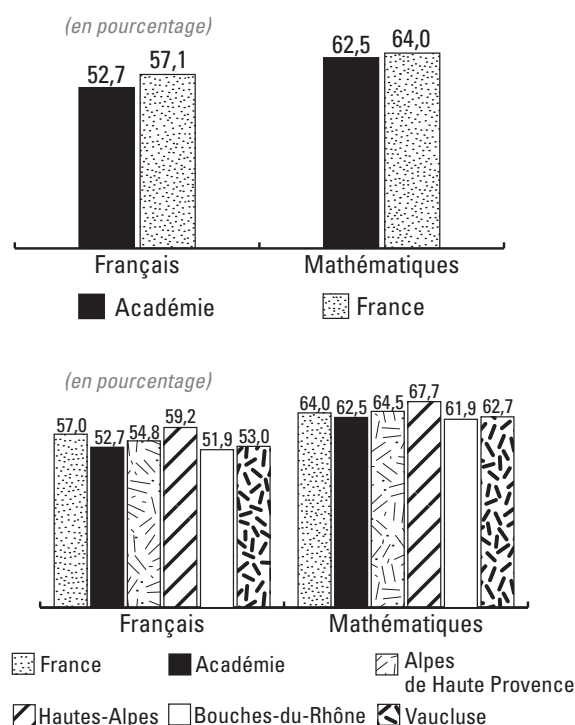 (en pourcentage)
52,7 57,1 62,5 64,0
Français Mathématiques
Académie France
(en pourcentage)
57,0 52,7 54,8 59,2 51,9 53,0 64,0 62,5 64,5 67,7 61,9 62,7
Français Mathématiques
France Académie Alpes
de Haute Provence
Hautes-Alpes Bouches-du-Rhône Vaucluse